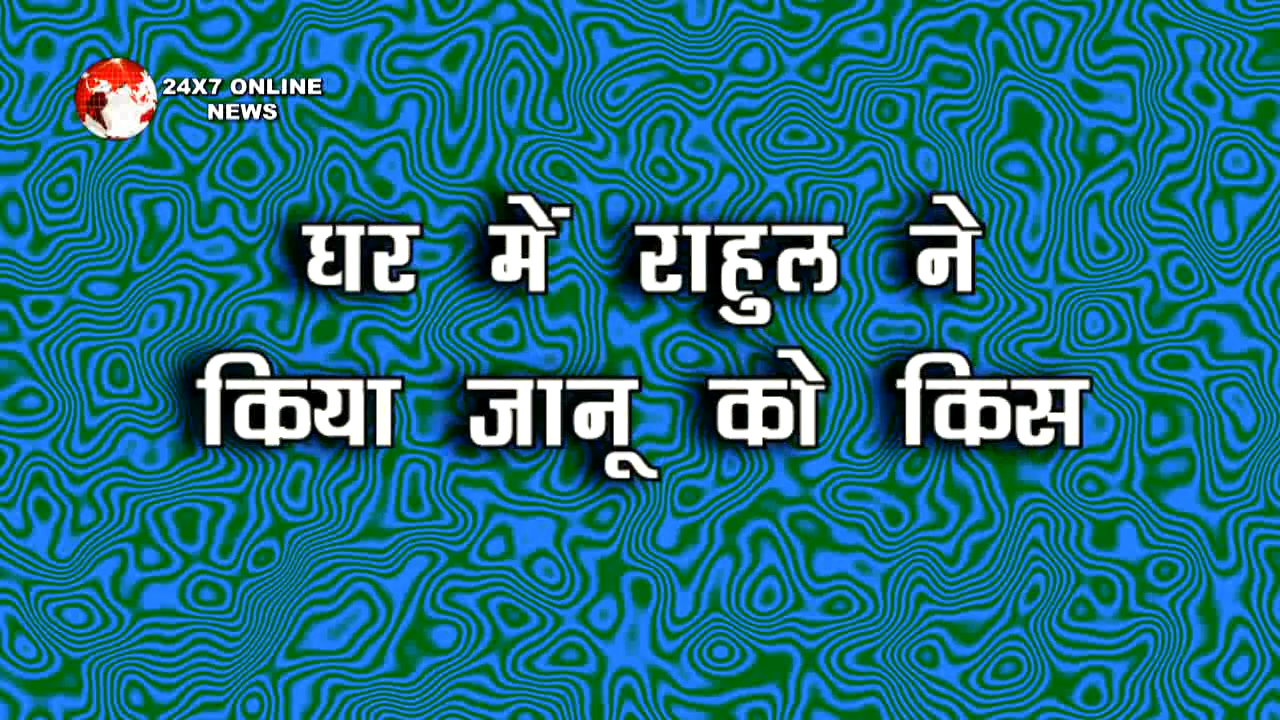 24X7 ONLINE
NEWS
घर में राहुल ने
किया जानू को किस